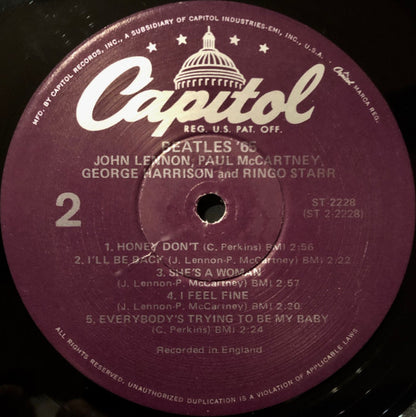 MFD. BY CAPITOL RECORDS, INC., A SUBSIDIARY OF CAPITOL INDUSTRIES-EMI, INC., U.S.A.
Capitol
Capitol MARCA REG.
REG. U.S. PAT. OFF.
BEATLES '65
JOHN LENNON, PAUL McCARTNEY,
GEORGE HARRISON and RINGO STARR
2
ST-2228
(ST 2-2228)
1. HONEY DON'T (C. Perkins) BMI 2:56
2. I'LL BE BACK (J. Lennon-P. McCartney) BMI 2:22
3. SHE'S A WOMAN
(J. Lennon-P. McCartney) BMI 2:57
4. I FEEL FINE
(J. Lennon-P. McCartney) BMI 2:20
5. EVERYBODY'S TRYING TO BE MY BABY
(C. Perkins) BMI 2:24
Recorded in England
ALL RIGHTS RESERVED. UNAUTHORIZED DUPLICATION IS A VIOLATION OF APPLICABLE LAWS